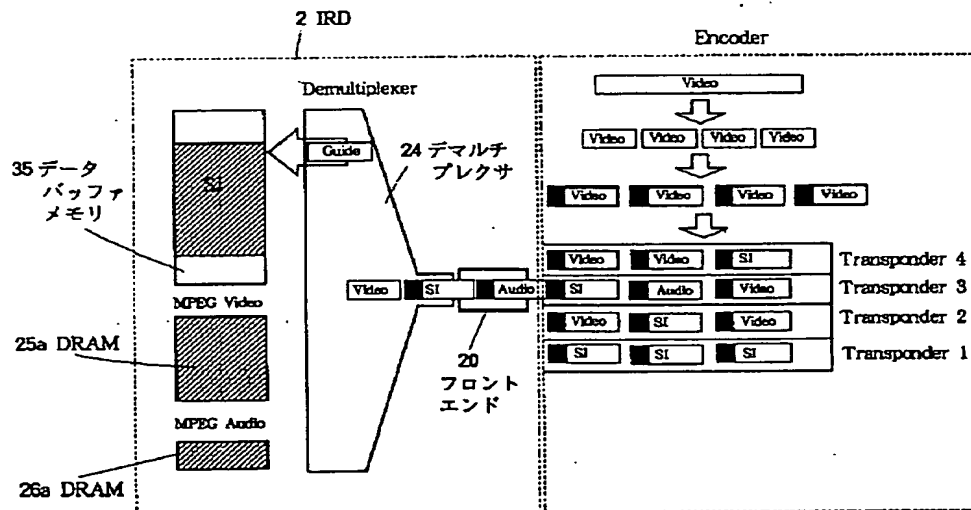 2 IRD
Encoder
Demultiplexer
Video
Guide
24 デマルチ
プレクサ
Video Video Video Video
35 データ
バッファ
メモリ
SI
Video Video Video Video
Video Video SI Transponder 4
Video SI Audio SI Audio Video Transponder 3
MPEG Video
Video SI Video Transponder 2
25a DRAM
SI SI SI Transponder 1
20
フロント
エンド
MPEG Audio
26a DRAM